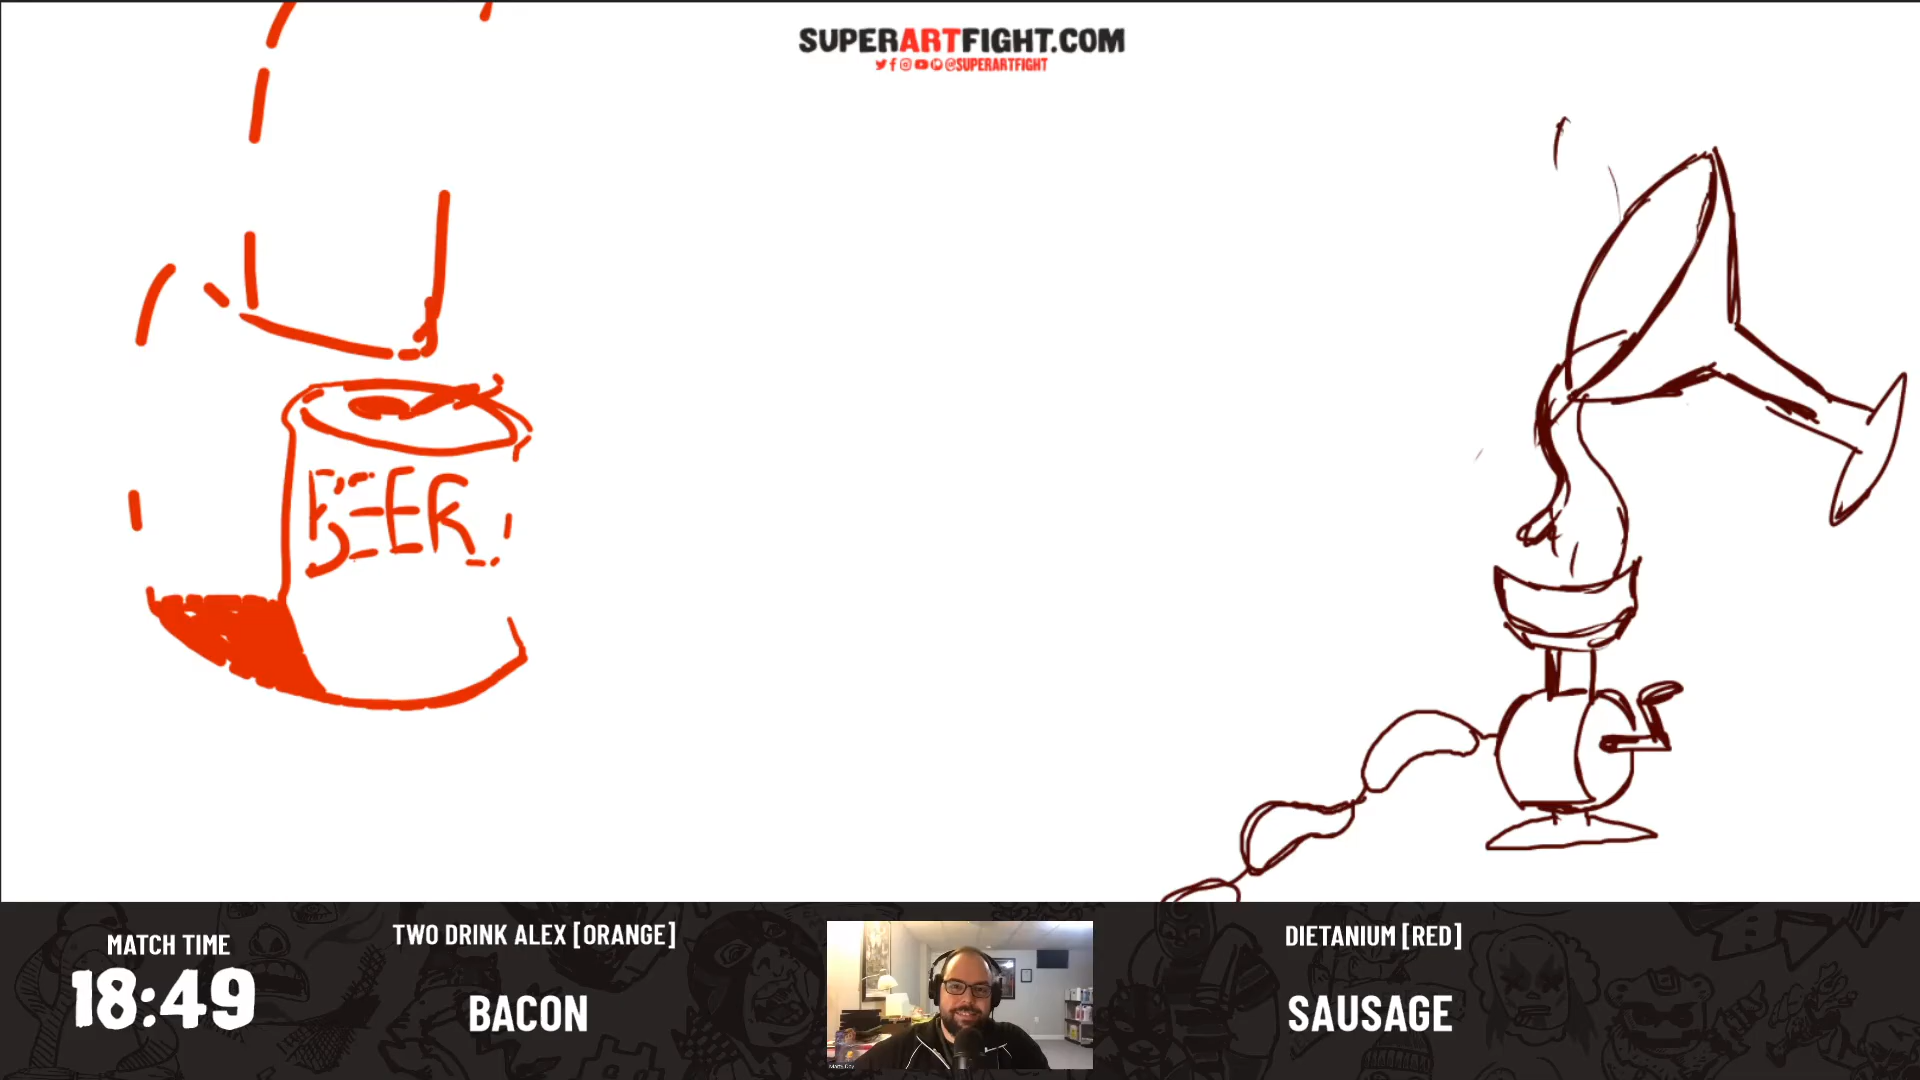 SUPERARTFIGHT.COM
@SUPERARTFIGHT
BEER
MATCH TIME
18:49
TWO DRINK ALEX [ORANGE]
BACON
DIETANIUM [RED]
SAUSAGE